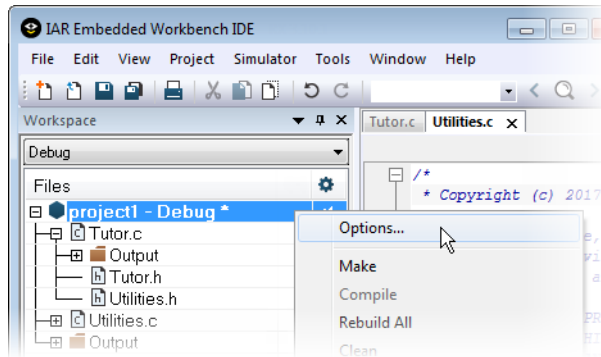 IAR Embedded Workbench IDE
File Edit View Project Simulator Tools Window Help
Workspace
Tutor.c Utilities.c
Debug
Files
/*
project1 - Debug *
* Copyright (c) 2017
Tutor.c
Options...
Output
Make
Tutor.h
Compile
Utilities.h
Rebuild All
Utilities.c
Output
Clean